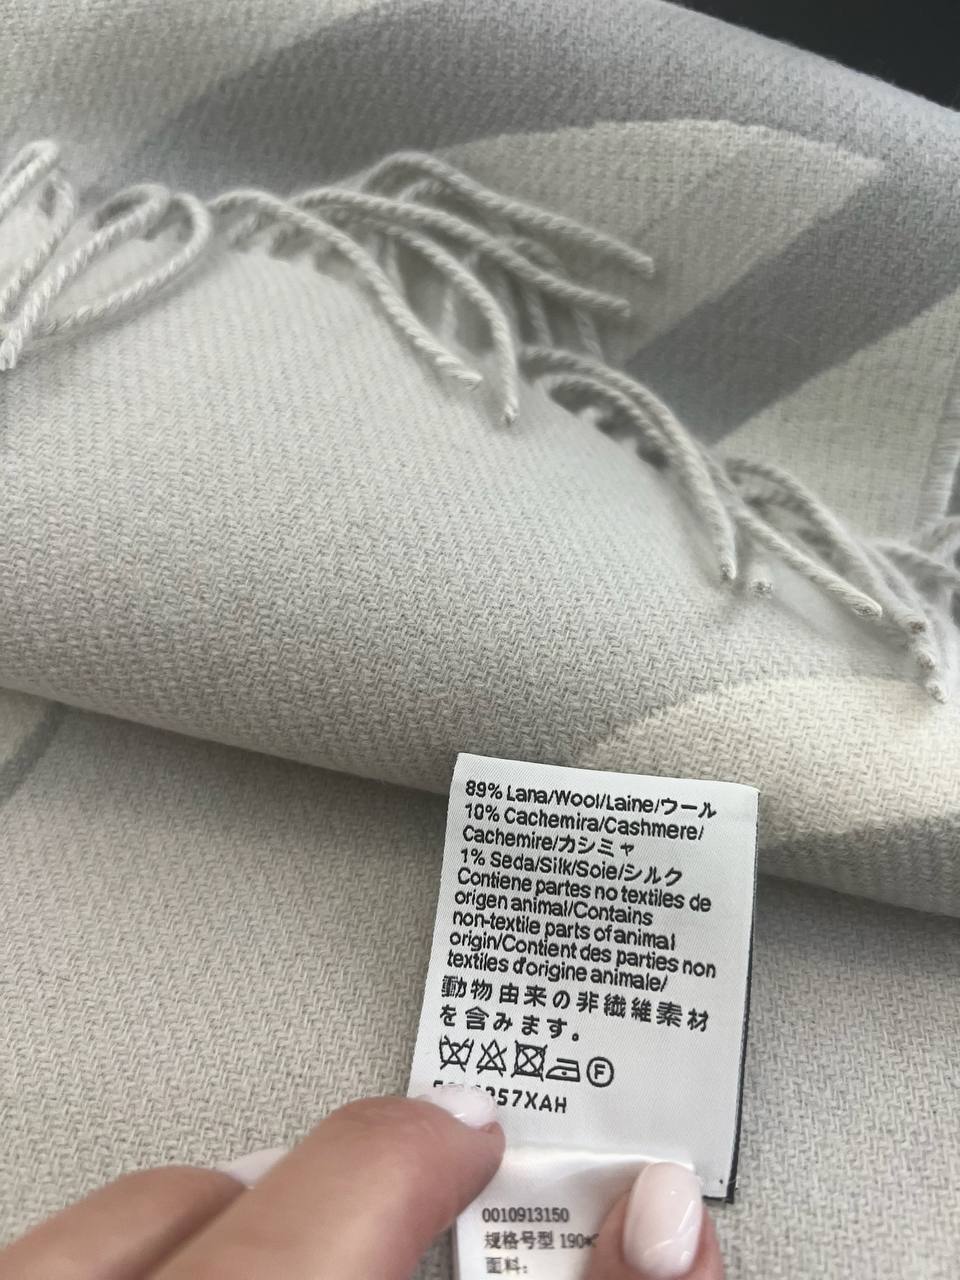 89% Lana/Wool/Laine/ウール
10% Cachemira/Cashmere/
Cachemire/カシミヤ
1% Seda/Silk/Soie/シルク
Contiene partes no textiles de
origen animal/Contains
non-textile parts of animal
origin/Contient des parties non
textiles d'origine animale/
動物由来の非繊維素材
を含みます。
F
57XAH
0010913150
规格号型 190*
面料: